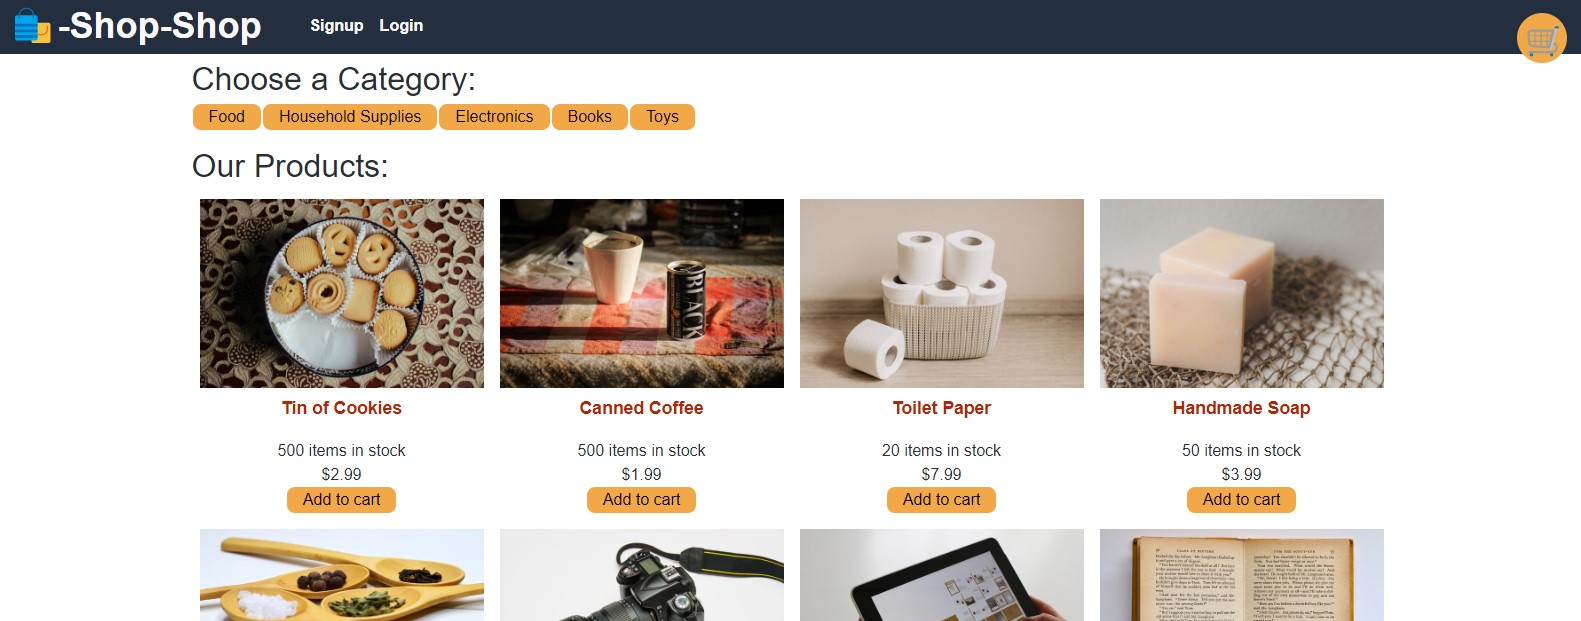 -Shop-Shop
Signup Login
Choose a Category:
Food Household Supplies Electronics Books Toys
Our Products:
BLACK
Tin of Cookies Canned Coffee Toilet Paper Handmade Soap
500 items in stock 500 items in stock 20 items in stock 50 items in stock
$2.99 $1.99 $7.99 $3.99
Add to cart Add to cart Add to cart Add to cart